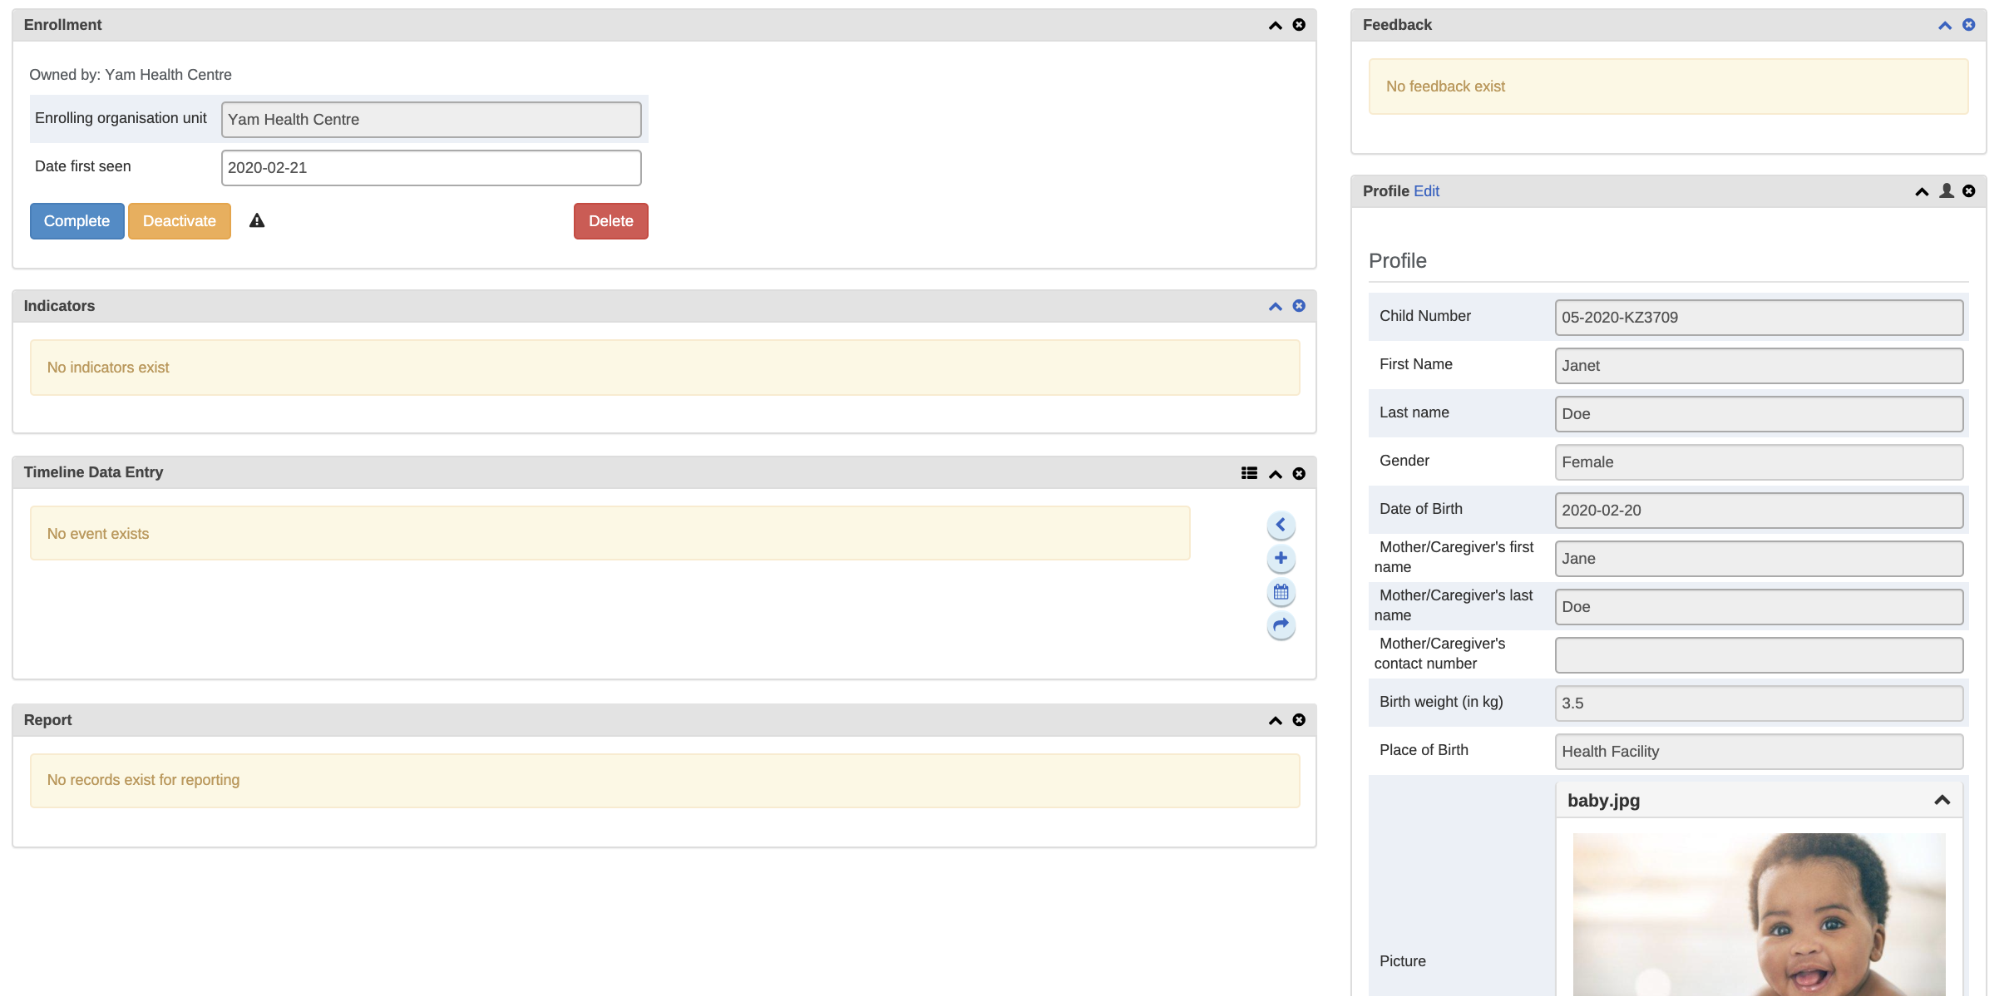 Enrollment
Owned by: Yam Health Centre
Enrolling organisation unit Yam Health Centre
Date first seen 2020-02-21
Complete Deactivate Delete
Indicators
No indicators exist
Timeline Data Entry
No event exists
Report
No records exist for reporting
Feedback
No feedback exist
Profile Edit
Profile
Child Number 05-2020-KZ3709
First Name Janet
Last name Doe
Gender Female
Date of Birth 2020-02-20
Mother/Caregiver's first
name Jane
Mother/Caregiver's last
name Doe
Mother/Caregiver's
contact number
Birth weight (in kg) 3.5
Place of Birth Health Facility
baby.jpg
Picture